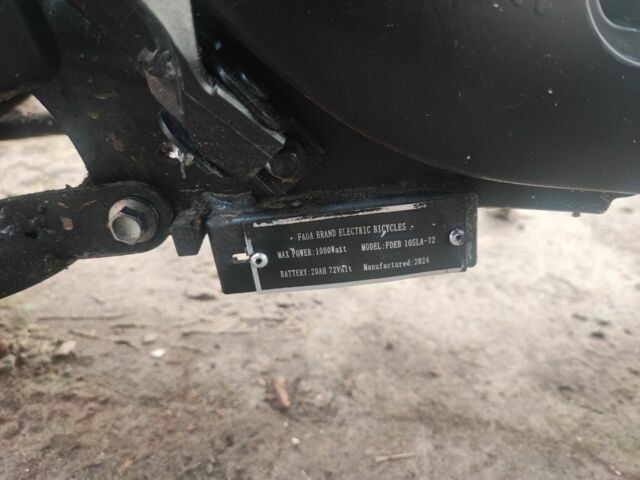 FADA BRAND ELECTRIC BICYCLES
MAX POWER:1000Watt MODEL:FDEB 10SLA-72
BATTERY:20AH 72Volt Manufactured:2024